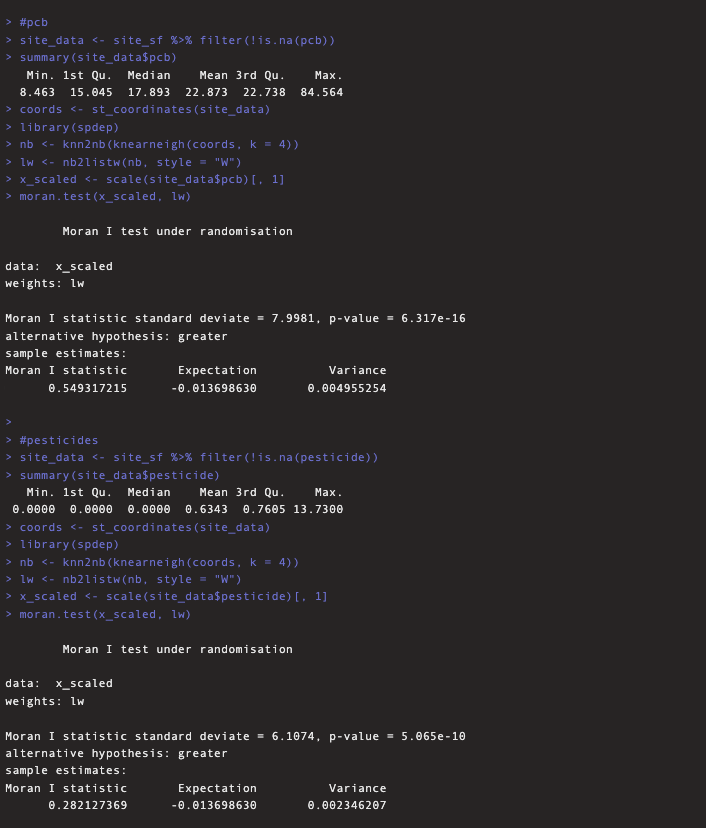 > #pcb
> site_data <- site_sf %>% filter(!is.na(pcb))
> summary(site_data$pcb)
   Min. 1st Qu.  Median    Mean 3rd Qu.    Max.
  8.463  15.045  17.893  22.873  22.738  84.564
> coords <- st_coordinates(site_data)
> library(spdep)
> nb <- knn2nb(knearneigh(coords, k = 4))
> lw <- nb2listw(nb, style = "W")
> x_scaled <- scale(site_data$pcb)[, 1]
> moran.test(x_scaled, lw)
        Moran I test under randomisation
data:  x_scaled
weights: lw
Moran I statistic standard deviate = 7.9981, p-value = 6.317e-16
alternative hypothesis: greater
sample estimates:
Moran I statistic       Expectation          Variance
      0.549317215      -0.013698630       0.004955254
>
> #pesticides
> site_data <- site_sf %>% filter(!is.na(pesticide))
> summary(site_data$pesticide)
   Min. 1st Qu.  Median    Mean 3rd Qu.    Max.
 0.0000  0.0000  0.0000  0.6343  0.7605 13.7300
> coords <- st_coordinates(site_data)
> library(spdep)
> nb <- knn2nb(knearneigh(coords, k = 4))
> lw <- nb2listw(nb, style = "W")
> x_scaled <- scale(site_data$pesticide)[, 1]
> moran.test(x_scaled, lw)
        Moran I test under randomisation
data:  x_scaled
weights: lw
Moran I statistic standard deviate = 6.1074, p-value = 5.065e-10
alternative hypothesis: greater
sample estimates:
Moran I statistic       Expectation          Variance
      0.282127369      -0.013698630       0.002346207